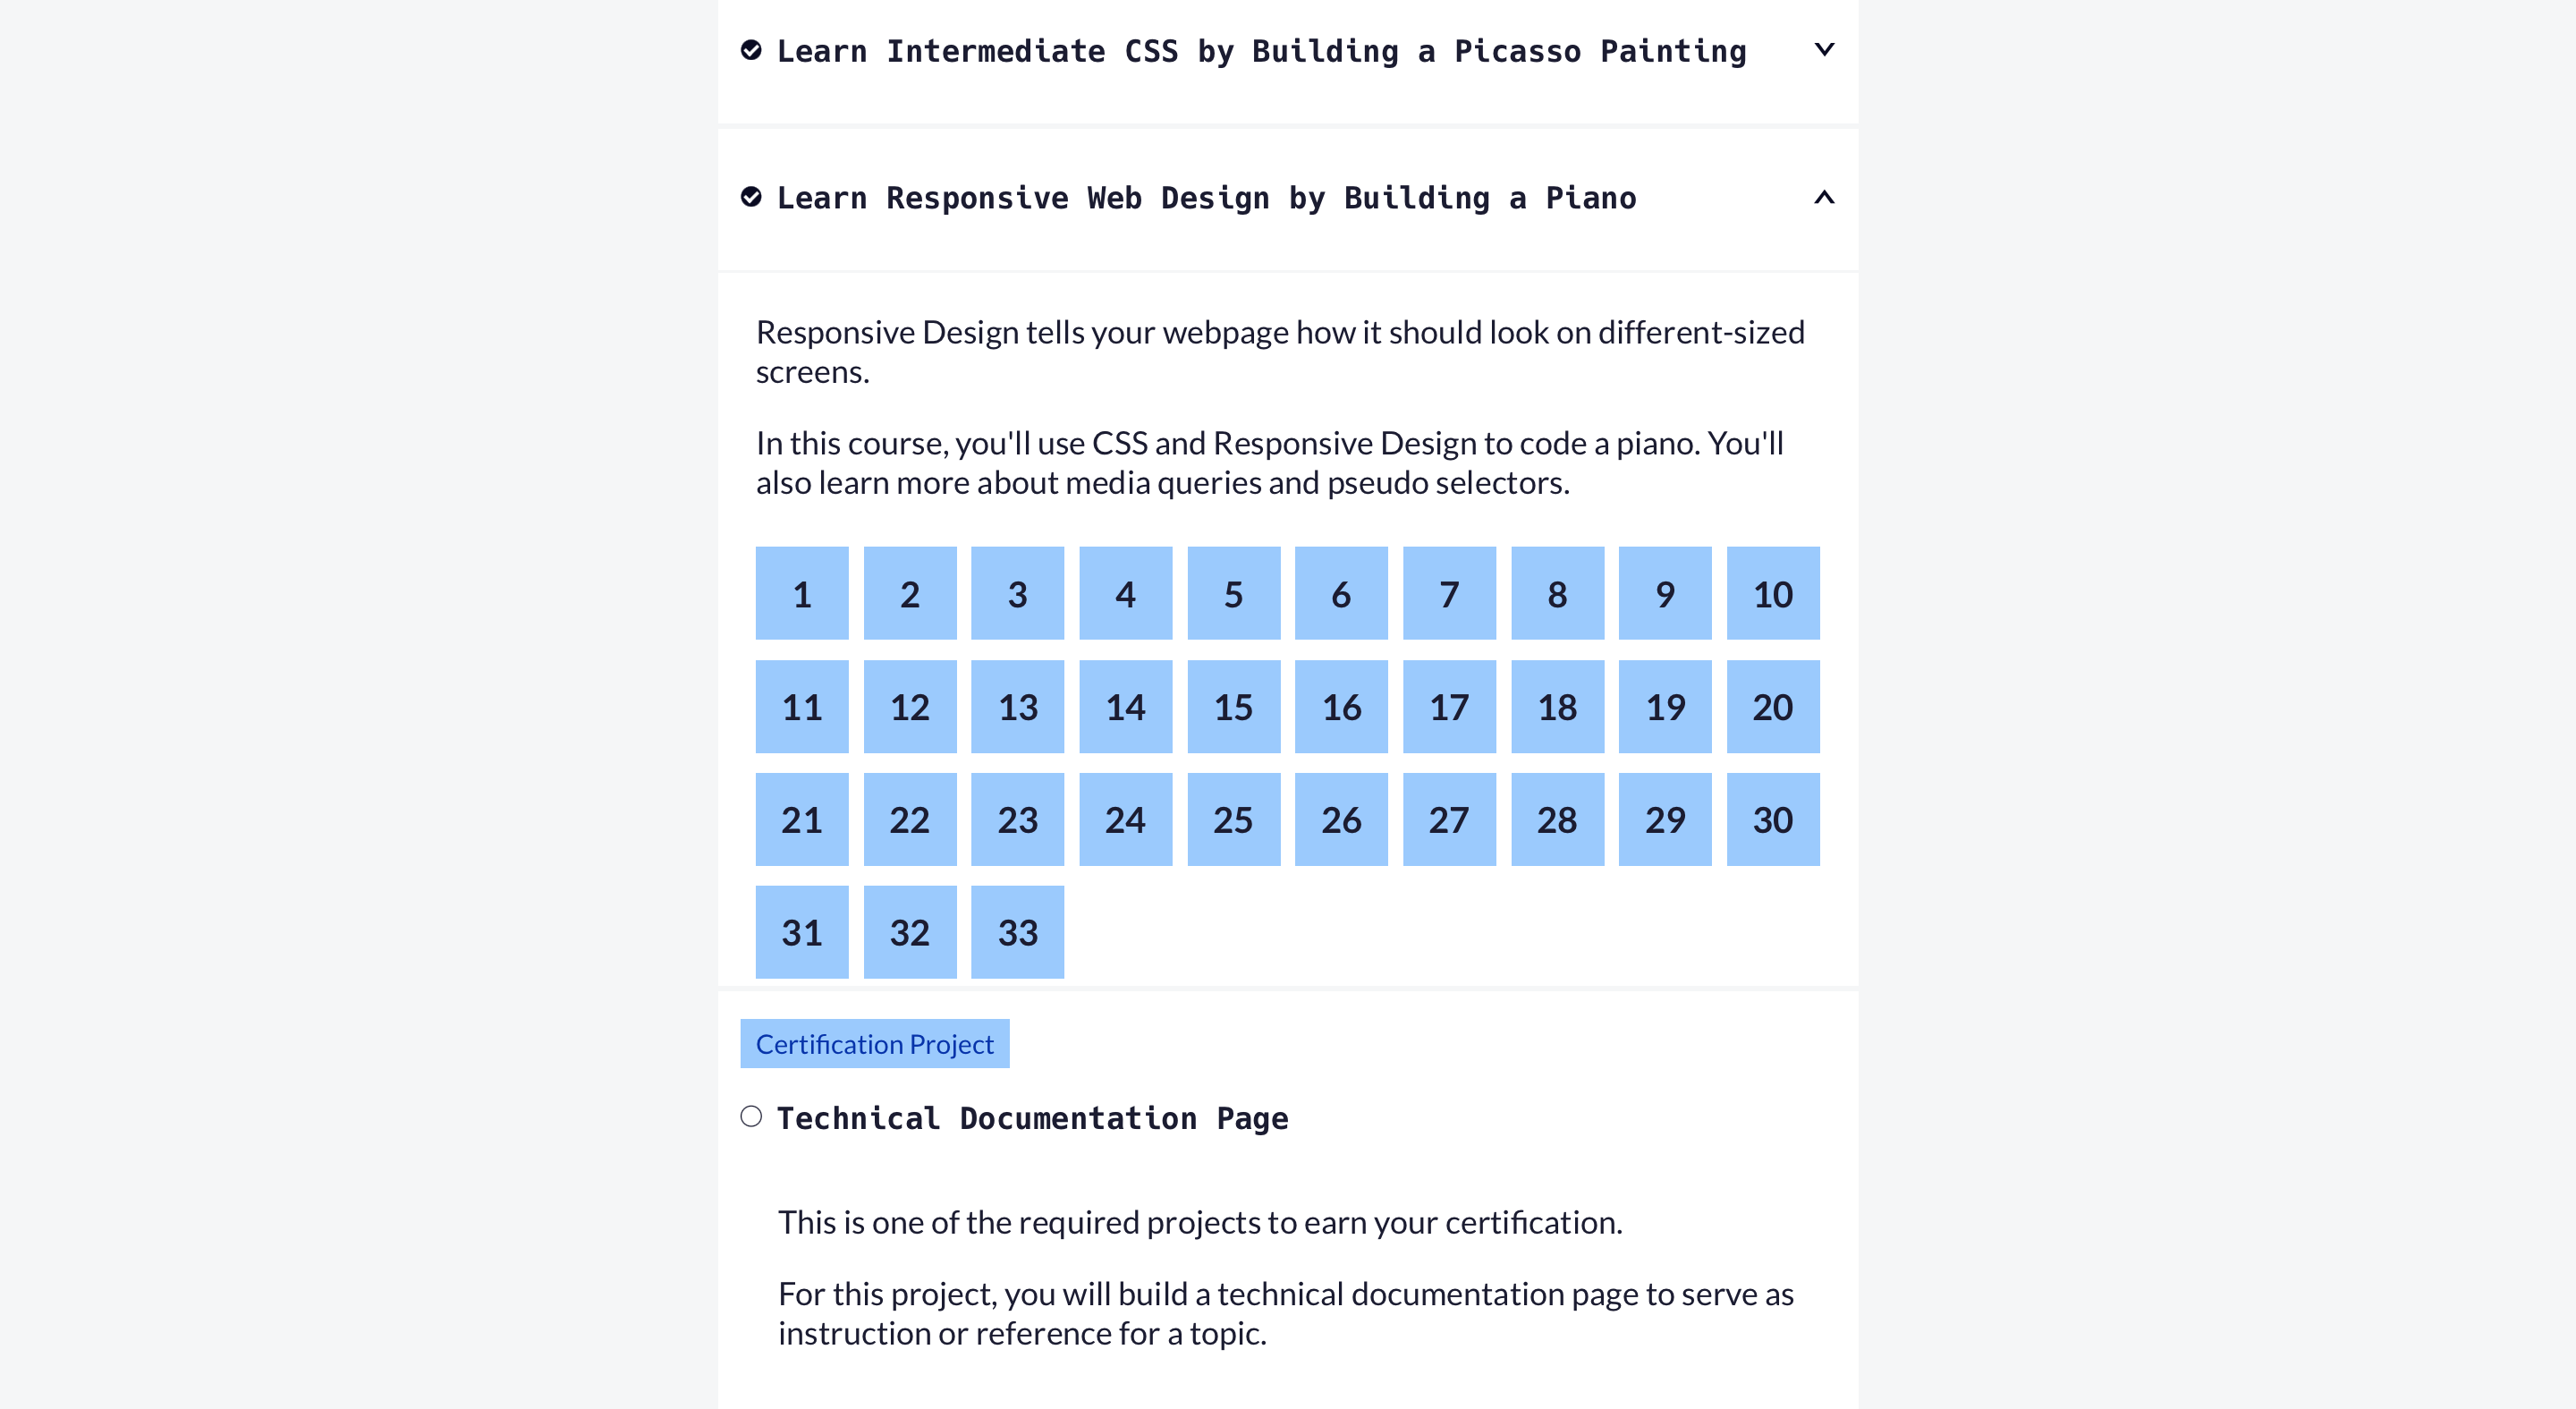 Learn Intermediate CSS by Building a Picasso Painting
Learn Responsive Web Design by Building a Piano
Responsive Design tells your webpage how it should look on different-sized
screens.
In this course, you'll use CSS and Responsive Design to code a piano. You'll
also learn more about media queries and pseudo selectors.
1 2 3 4 5 6 7 8 9 10
11 12 13 14 15 16 17 18 19 20
21 22 23 24 25 26 27 28 29 30
31 32 33
Certification Project
Technical Documentation Page
This is one of the required projects to earn your certification.
For this project, you will build a technical documentation page to serve as
instruction or reference for a topic.